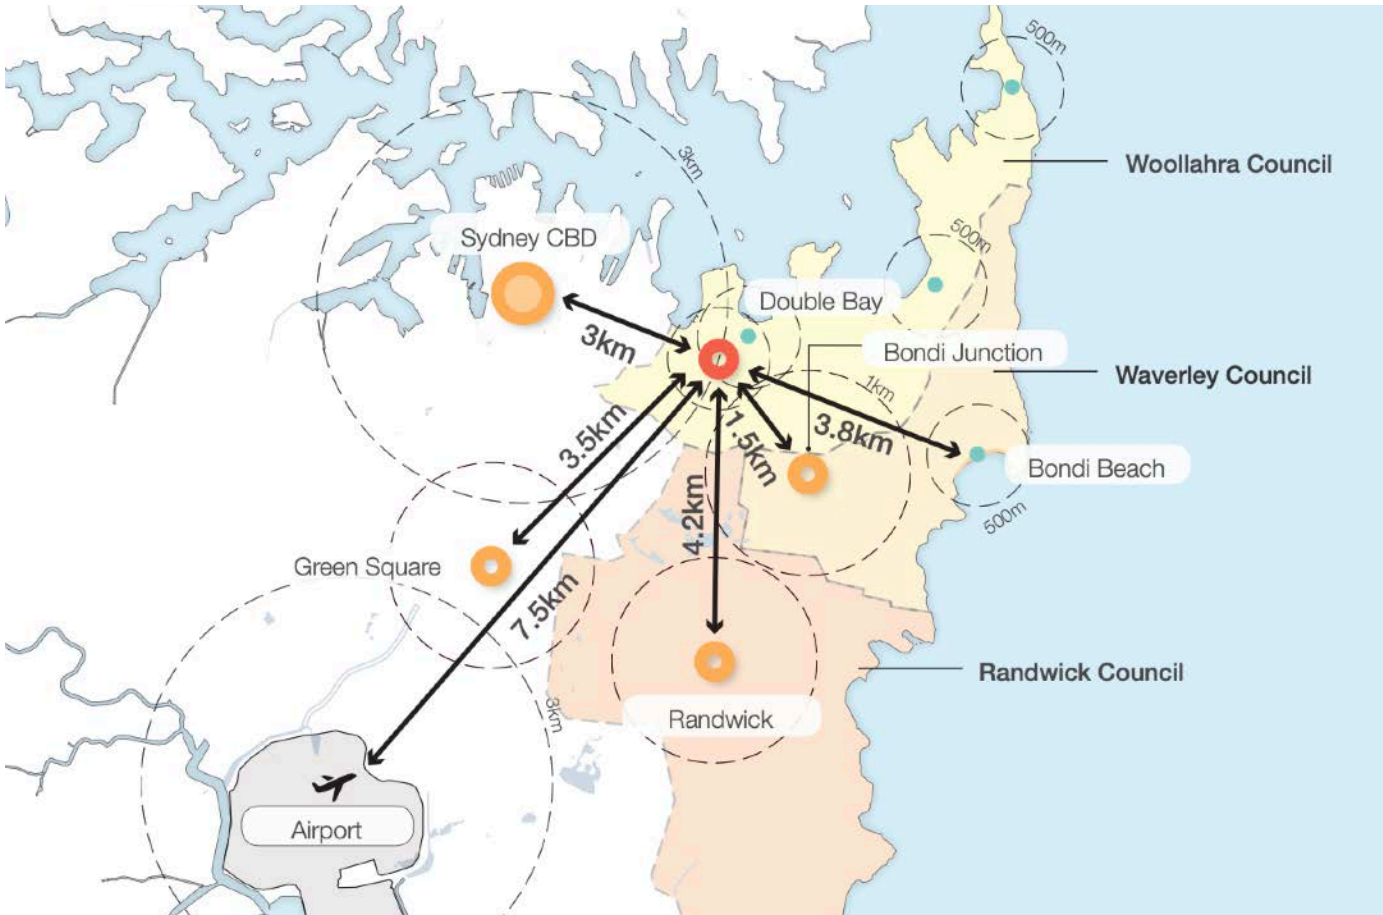 500m
Woollahra Council
3km
Sydney CBD
500m
Double Bay
3km
Bondi Junction
Waverley Council
1km
3.5km
1.5km
3.8km
Bondi Beach
4.2km
500m
Green Square
7.5km
Randwick Council
3km
Randwick
Airport